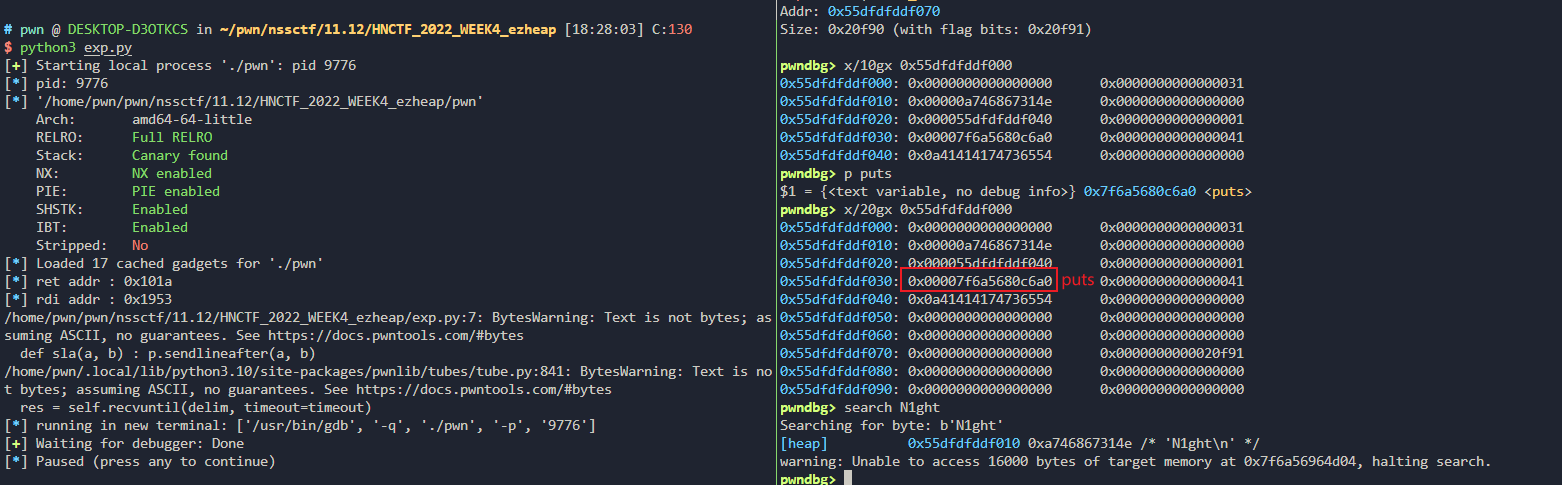 # pwn @ DESKTOP-D3OTKCS in ~/pwn/nssctf/11.12/HNCTF_2022_WEEK4_ezheap [18:28:03] C:130
$ python3 exp.py
[+] Starting local process './pwn': pid 9776
[*] pid: 9776
[*] '/home/pwn/pwn/nssctf/11.12/HNCTF_2022_WEEK4_ezheap/pwn'
Arch: amd64-64-little
RELRO: Full RELRO
Stack: Canary found
NX: NX enabled
PIE: PIE enabled
SHSTK: Enabled
IBT: Enabled
Stripped: No
[*] Loaded 17 cached gadgets for './pwn'
[*] ret addr : 0x101a
[*] rdi addr : 0x1953
/home/pwn/pwn/nssctf/11.12/HNCTF_2022_WEEK4_ezheap/exp.py:7: BytesWarning: Text is not bytes; as
suming ASCII, no guarantees. See https://docs.pwntools.com/#bytes
def sla(a, b) : p.sendlineafter(a, b)
/home/pwn/.local/lib/python3.10/site-packages/pwnlib/tubes/tube.py:841: BytesWarning: Text is no
t bytes; assuming ASCII, no guarantees. See https://docs.pwntools.com/#bytes
res = self.recvuntil(delim, timeout=timeout)
[*] running in new terminal: ['/usr/bin/gdb', '-q', './pwn', '-p', '9776']
[+] Waiting for debugger: Done
[*] Paused (press any to continue)
Addr: 0x55dfdfddf070
Size: 0x20f90 (with flag bits: 0x20f91)
pwndbg> x/10gx 0x55dfdfddf000
0x55dfdfddf000: 0x0000000000000000 0x0000000000000031
0x55dfdfddf010: 0x00000a746867314e 0x0000000000000000
0x55dfdfddf020: 0x000055dfdfddf040 0x0000000000000001
0x55dfdfddf030: 0x00007f6a5680c6a0 0x0000000000000041
0x55dfdfddf040: 0x0a41414174736554 0x0000000000000000
pwndbg> p puts
$1 = {<text variable, no debug info>} 0x7f6a5680c6a0 <puts>
pwndbg> x/20gx 0x55dfdfddf000
0x55dfdfddf000: 0x0000000000000000 0x0000000000000031
0x55dfdfddf010: 0x00000a746867314e 0x0000000000000000
0x55dfdfddf020: 0x000055dfdfddf040 0x0000000000000001
0x55dfdfddf030: 0x00007f6a5680c6a0 puts 0x0000000000000041
0x55dfdfddf040: 0x0a41414174736554 0x0000000000000000
0x55dfdfddf050: 0x0000000000000000 0x0000000000000000
0x55dfdfddf060: 0x0000000000000000 0x0000000000000000
0x55dfdfddf070: 0x0000000000000000 0x0000000000020f91
0x55dfdfddf080: 0x0000000000000000 0x0000000000000000
0x55dfdfddf090: 0x0000000000000000 0x0000000000000000
pwndbg> search N1ght
Searching for byte: b'N1ght'
[heap] 0x55dfdfddf010 0xa746867314e /* 'N1ght\n' */
warning: Unable to access 16000 bytes of target memory at 0x7f6a56964d04, halting search.
pwndbg>